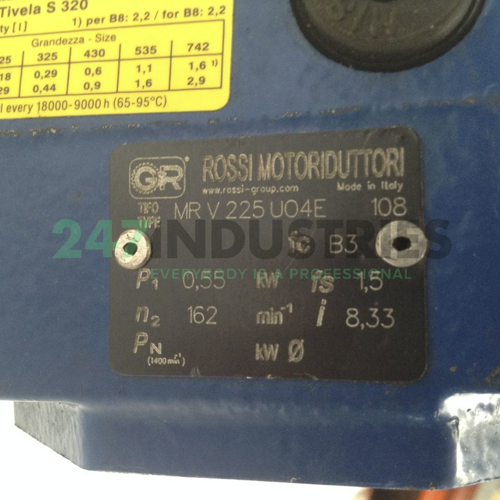 Tivela S 320
ty [l] 1) per B8: 2,2 / for B8: 2,2
Grandezza - Size
25 325 430 535 742
18 0,29 0,6 1,1 1,6 1)
29 0,44 0,9 1,6 2,9
l every 18000-9000 h (65-95°C)
GR ROSSI MOTORIDUTTORI
www.rossi-group.com Made in Italy
TIPO
TYPE MR V 225 UO4E 108
247INDUSTRIES
B3
EVERYBODY IS A PROFESSIONAL
P1 0,55 kW fs 1,5
n2 162 min-1 i 8,33
PN (1400 min-1) kW Ø